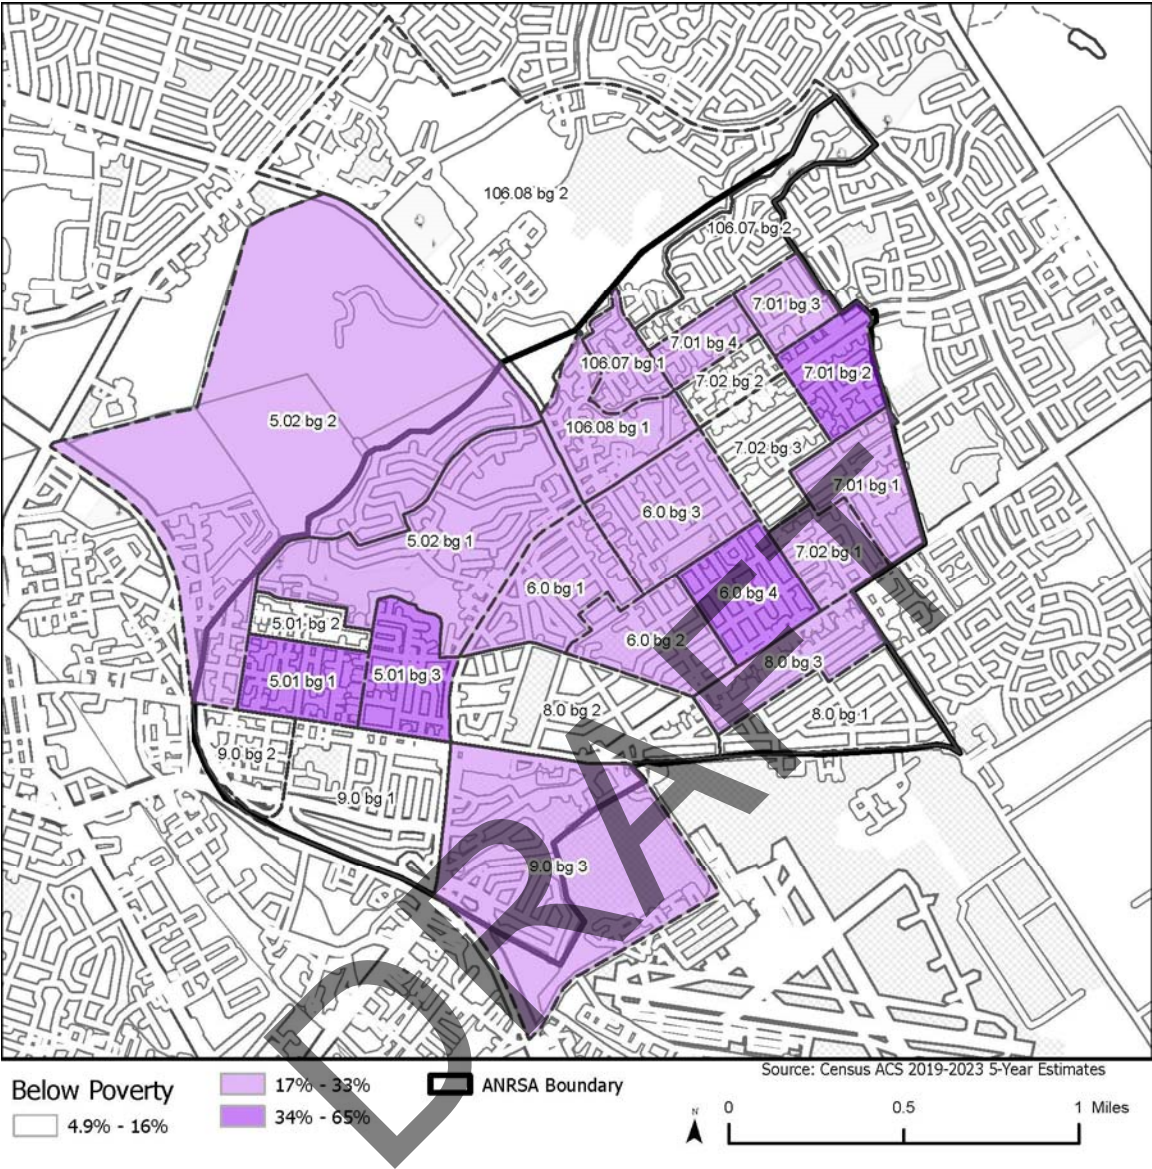 106.08 bg 2
106.07 bg 2
7.01 bg 3
7.01 bg 4
106.07 bg 1
7.01 bg 2
7.02 bg 2
5.02 bg 2
106.08 bg 1
7.02 bg 3
7.01 bg 1
6.0 bg 3
5.02 bg 1
7.02 bg 1
6.0 bg 1
6.0 bg 4
5.01 bg 2
6.0 bg 2
8.0 bg 3
5.01 bg 3
5.01 bg 1
8.0 bg 2
8.0 bg 1
9.0 bg 2
9.0 bg 1
9.0 bg 3
DRAFT
Source: Census ACS 2019-2023 5-Year Estimates
Below Poverty
4.9% - 16%
17% - 33%
34% - 65%
ANRSA Boundary
N
0 0.5 1 Miles